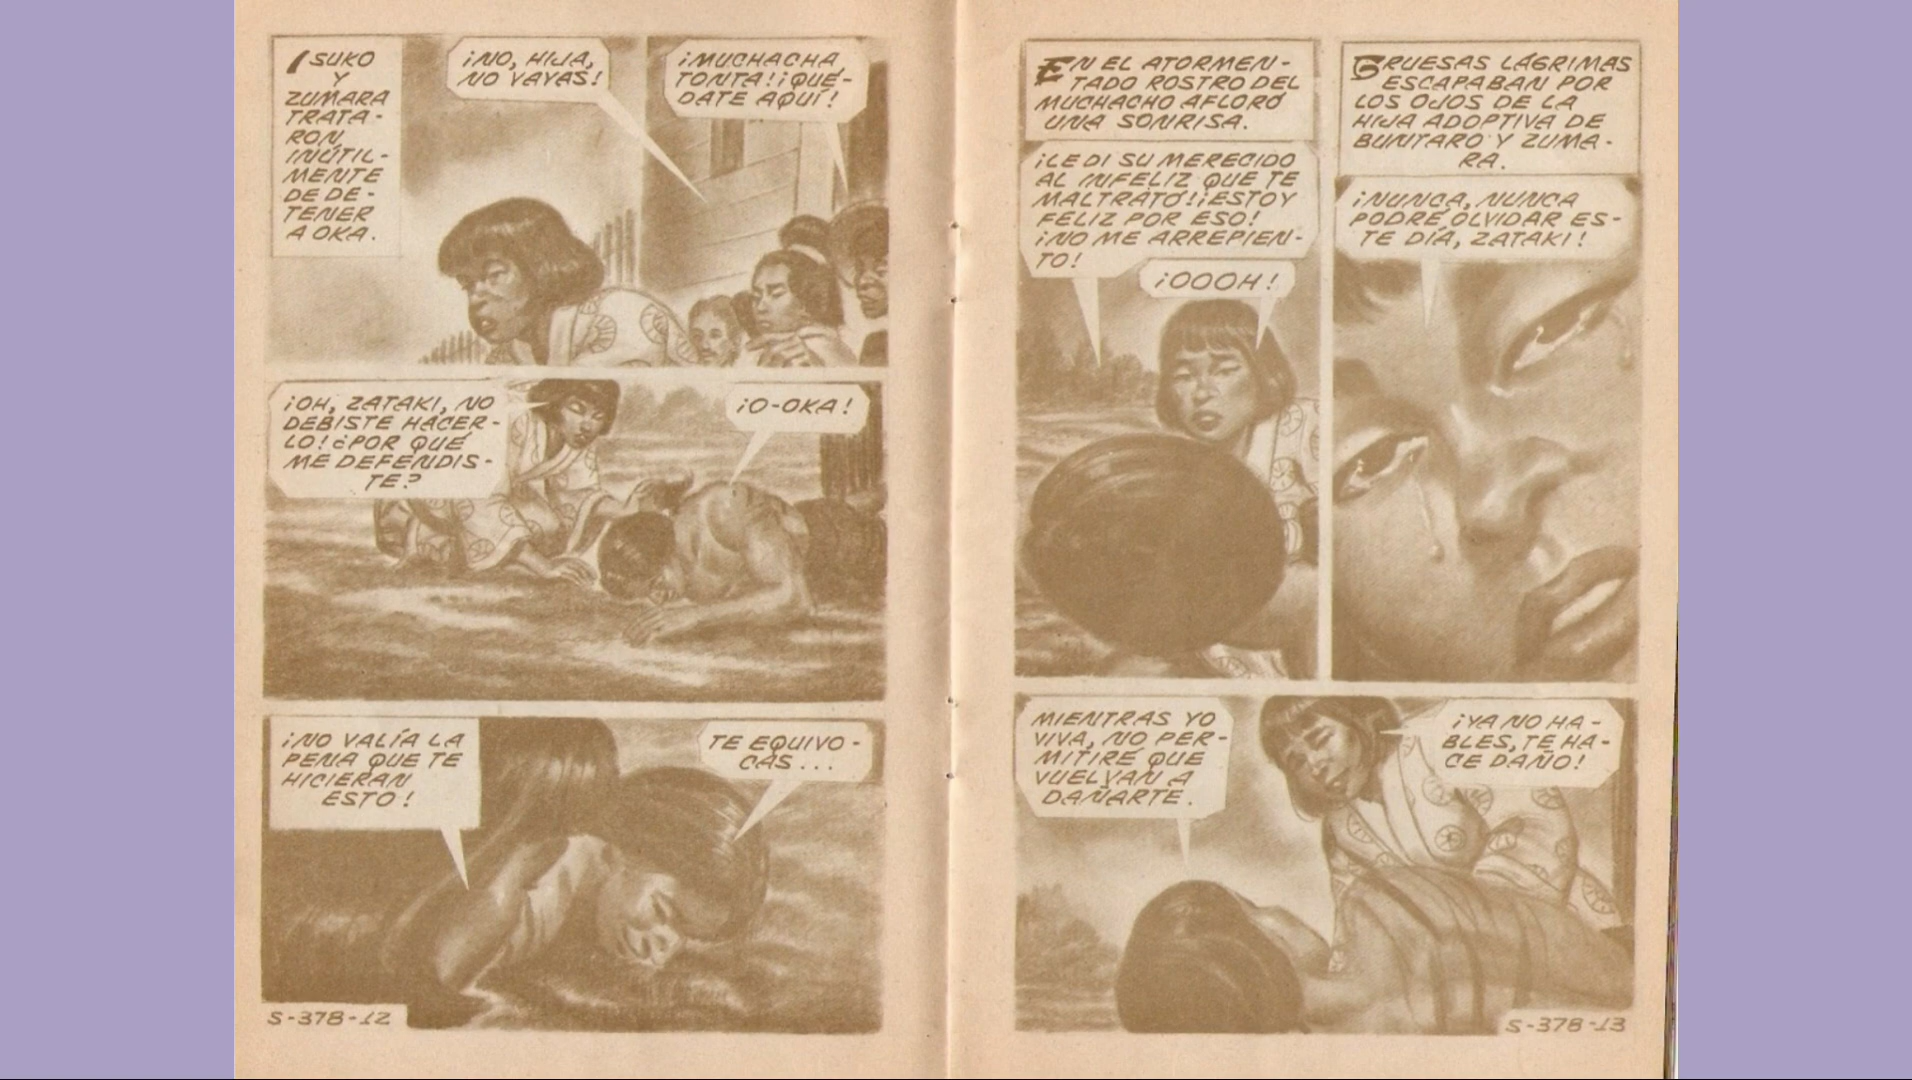 ISUKO
Y
ZUMARA
TRATA-
RON
INÚTIL-
MENTE
DE DE-
TENER
A OKA.
¡NO, HIJA,
NO VAYAS!
¡MUCHACHA
TONTA! ¡QUÉ-
DATE AQUÍ!
¡OH, ZATAKI, NO
DEBISTE HACER-
LO! ¿POR QUÉ
ME DEFENDIS-
TE?
¡O-OKA!
¡NO VALÍA LA
PENA QUE TE
HICIERAN
ESTO!
TE EQUIVO-
CAS...
S-378-12
EN EL ATORMEN-
TADO ROSTRO DEL
MUCHACHO AFLORÓ
UNA SONRISA.
¡LE DI SU MERECIDO
AL INFELIZ QUE TE
MALTRATÓ! ¡ESTOY
FELIZ POR ESO!
¡NO ME ARREPIEN-
TO!
¡OOOH!
GRUESAS LÁGRIMAS
ESCAPABAN POR
LOS OJOS DE LA
HIJA ADOPTIVA DE
BUNTARO Y ZUMA-
RA.
¡NUNCA, NUNCA
PODRÉ OLVIDAR ES-
TE DÍA, ZATAKI!
MIENTRAS YO
VIVA, NO PER-
MITIRÉ QUE
VUELVAN A
DAÑARTE.
¡YA NO HA-
BLES, TE HA-
CE DAÑO!
S-378-13